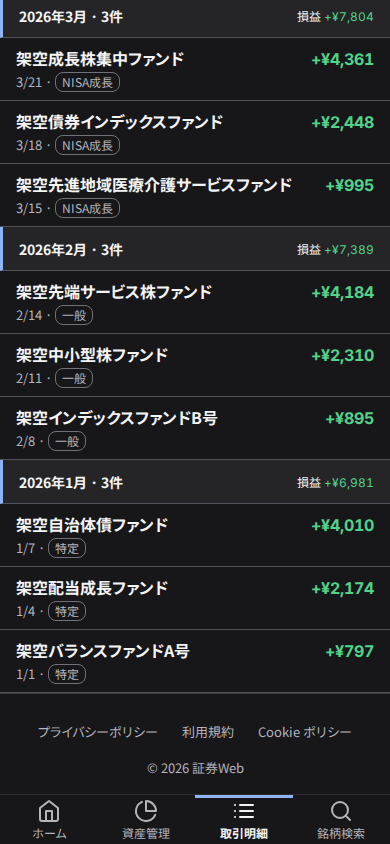 2026年3月・3件 損益 +¥7,804
架空成長株集中ファンド +¥4,361
3/21・NISA成長
架空債券インデックスファンド +¥2,448
3/18・NISA成長
架空先進地域医療介護サービスファンド +¥995
3/15・NISA成長
2026年2月・3件 損益 +¥7,389
架空先端サービス株ファンド +¥4,184
2/14・一般
架空中小型株ファンド +¥2,310
2/11・一般
架空インデックスファンドB号 +¥895
2/8・一般
2026年1月・3件 損益 +¥6,981
架空自治体債ファンド +¥4,010
1/7・特定
架空配当成長ファンド +¥2,174
1/4・特定
架空バランスファンドA号 +¥797
1/1・特定
プライバシーポリシー 利用規約 Cookie ポリシー
© 2026 証券Web
ホーム 資産管理 取引明細 銘柄検索